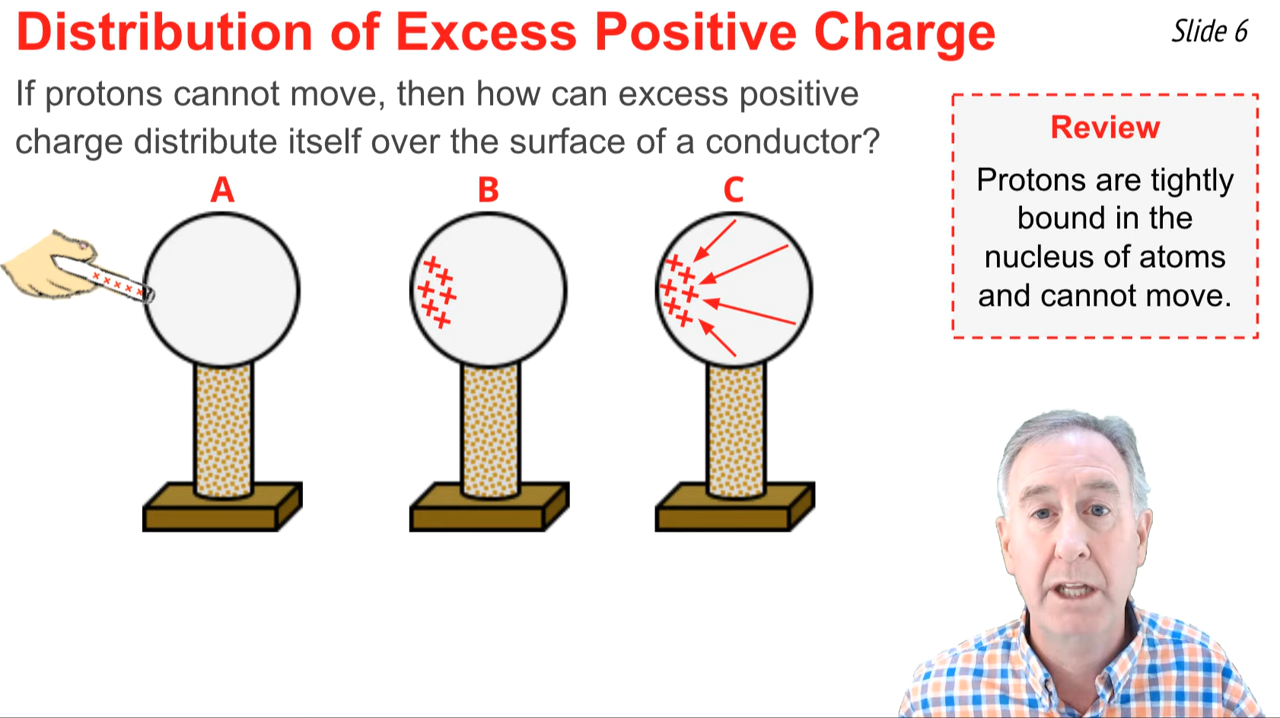 Distribution of Excess Positive Charge
Slide 6
If protons cannot move, then how can excess positive
charge distribute itself over the surface of a conductor?
Review
Protons are tightly
bound in the
nucleus of atoms
and cannot move.
A
B
C
+ + + + +
+ + + + + + +
+ + + + + + +